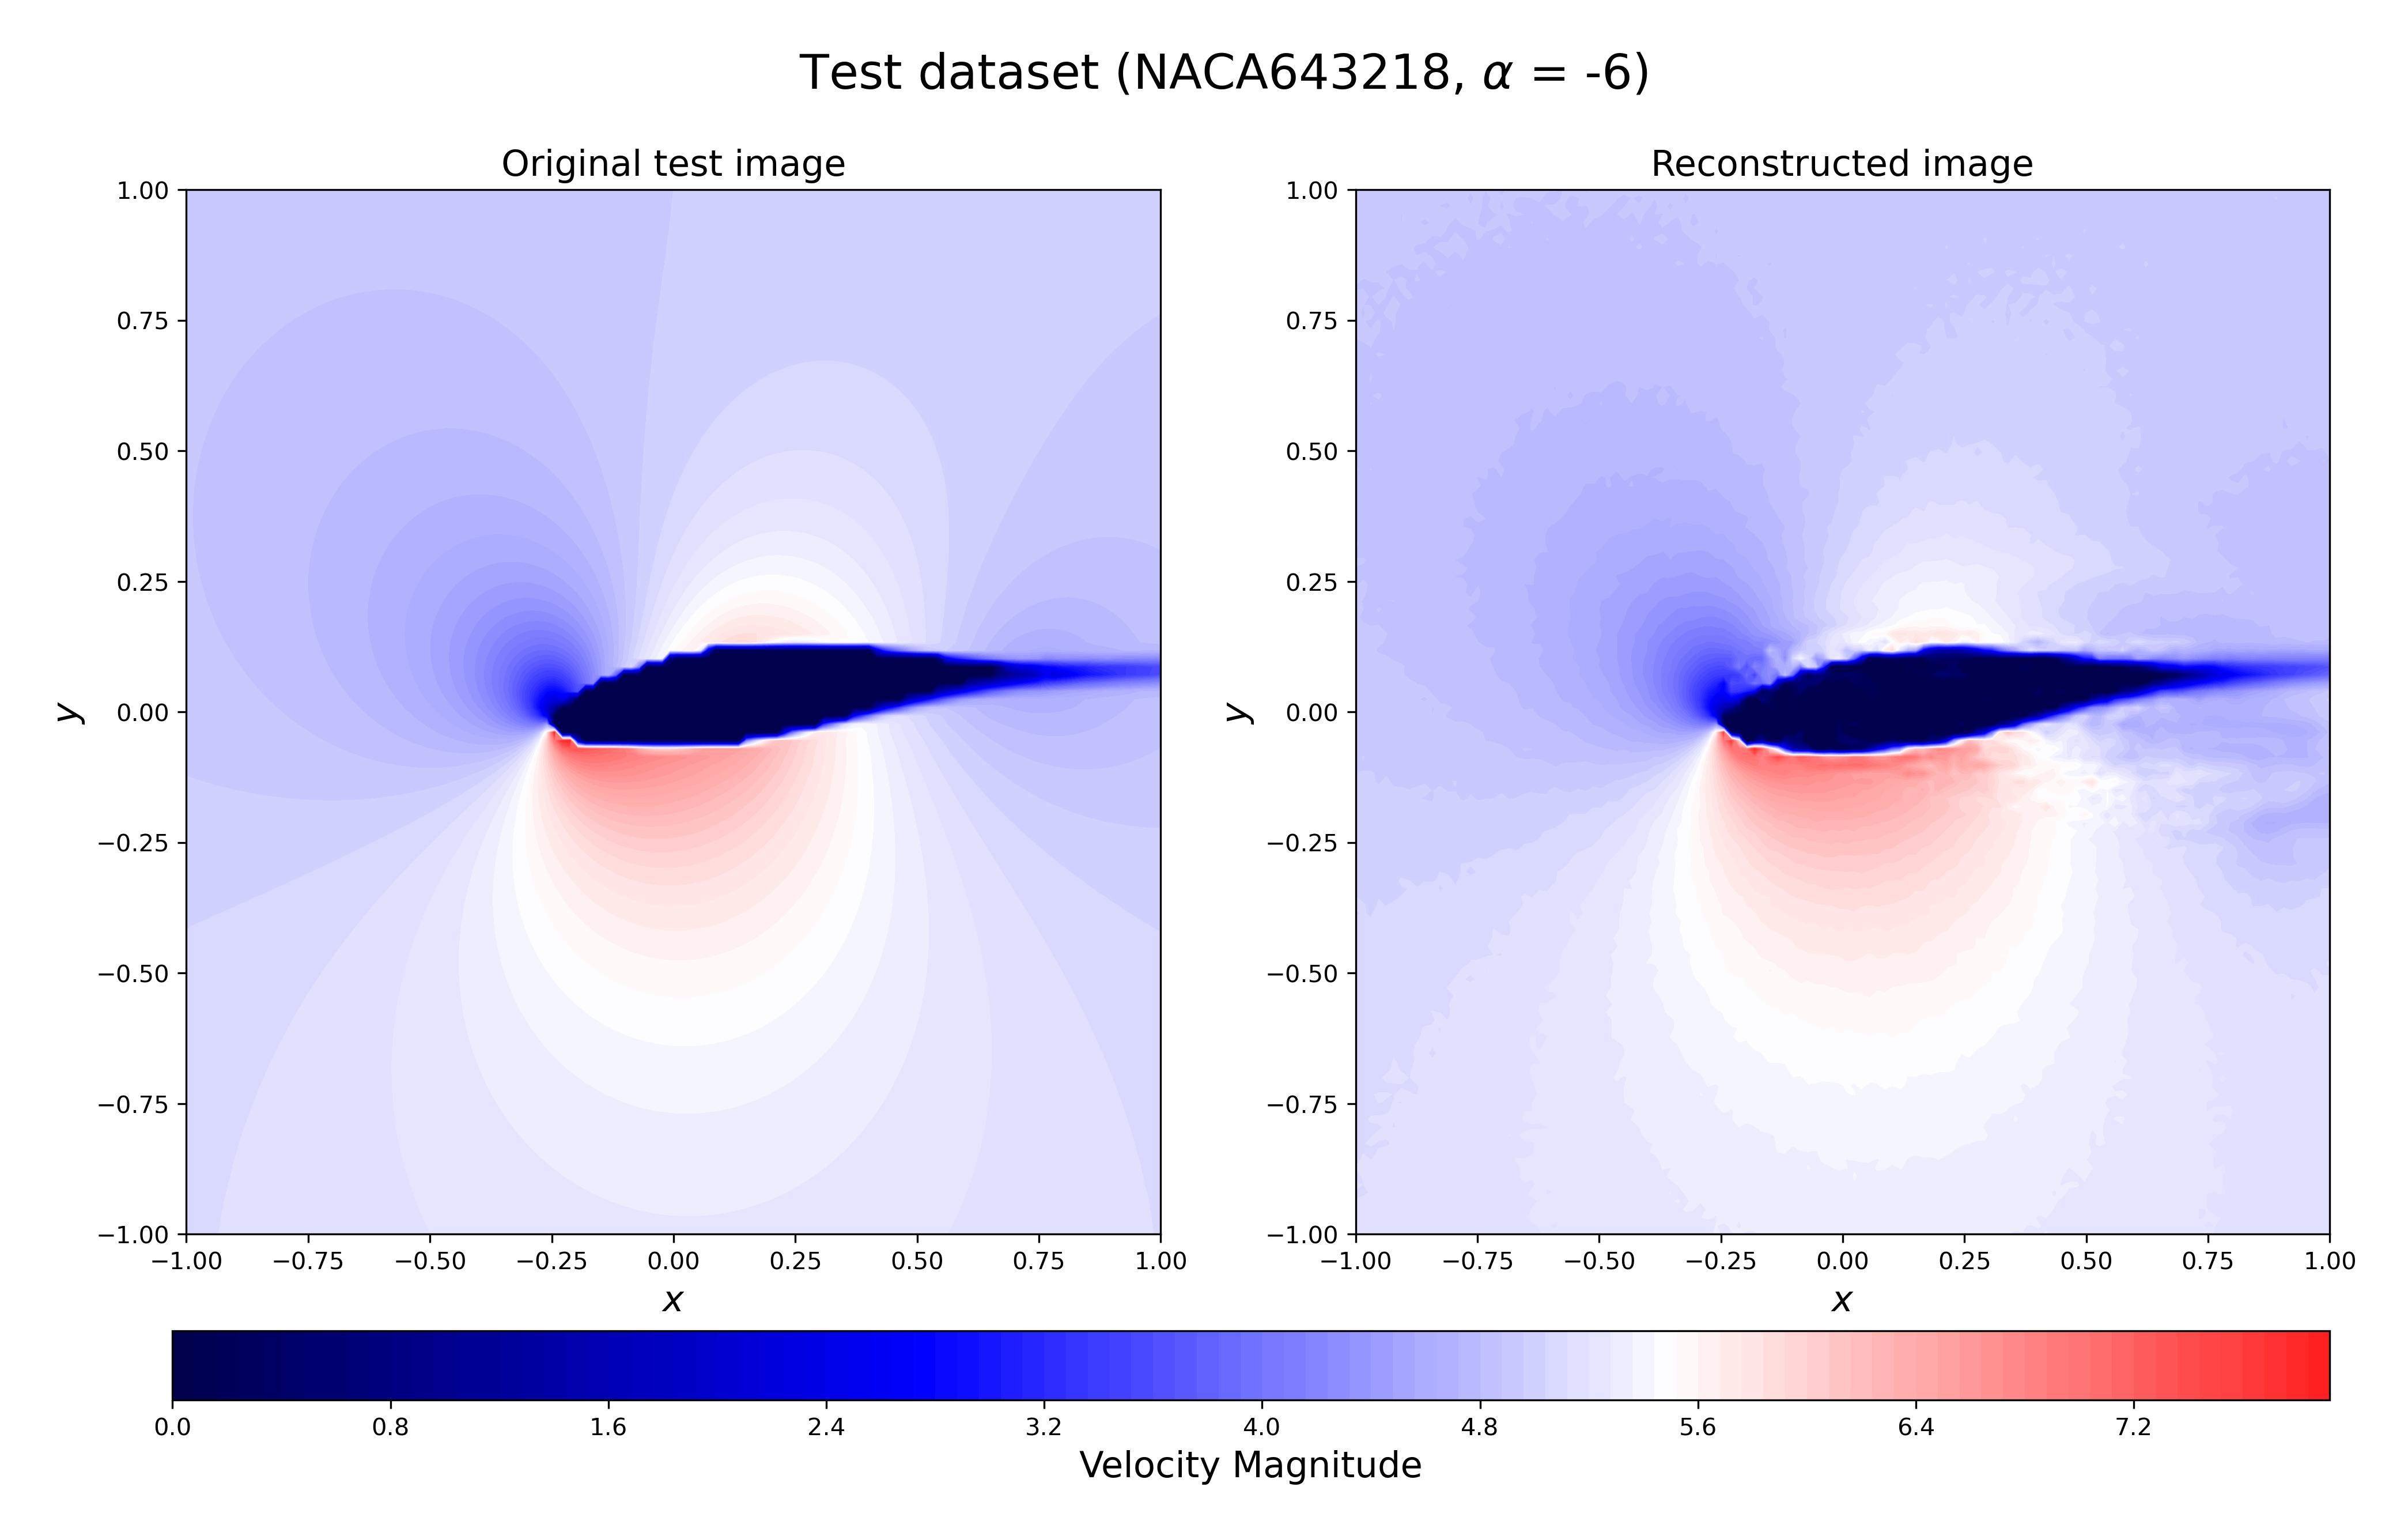 Test dataset (NACA643218, α = -6)
Original test image
Reconstructed image
1.00
0.75
0.50
0.25
0.00
−0.25
−0.50
−0.75
−1.00
y
−1.00 −0.75 −0.50 −0.25 0.00 0.25 0.50 0.75 1.00
x
1.00
0.75
0.50
0.25
0.00
−0.25
−0.50
−0.75
−1.00
y
−1.00 −0.75 −0.50 −0.25 0.00 0.25 0.50 0.75 1.00
x
0.0 0.8 1.6 2.4 3.2 4.0 4.8 5.6 6.4 7.2
Velocity Magnitude